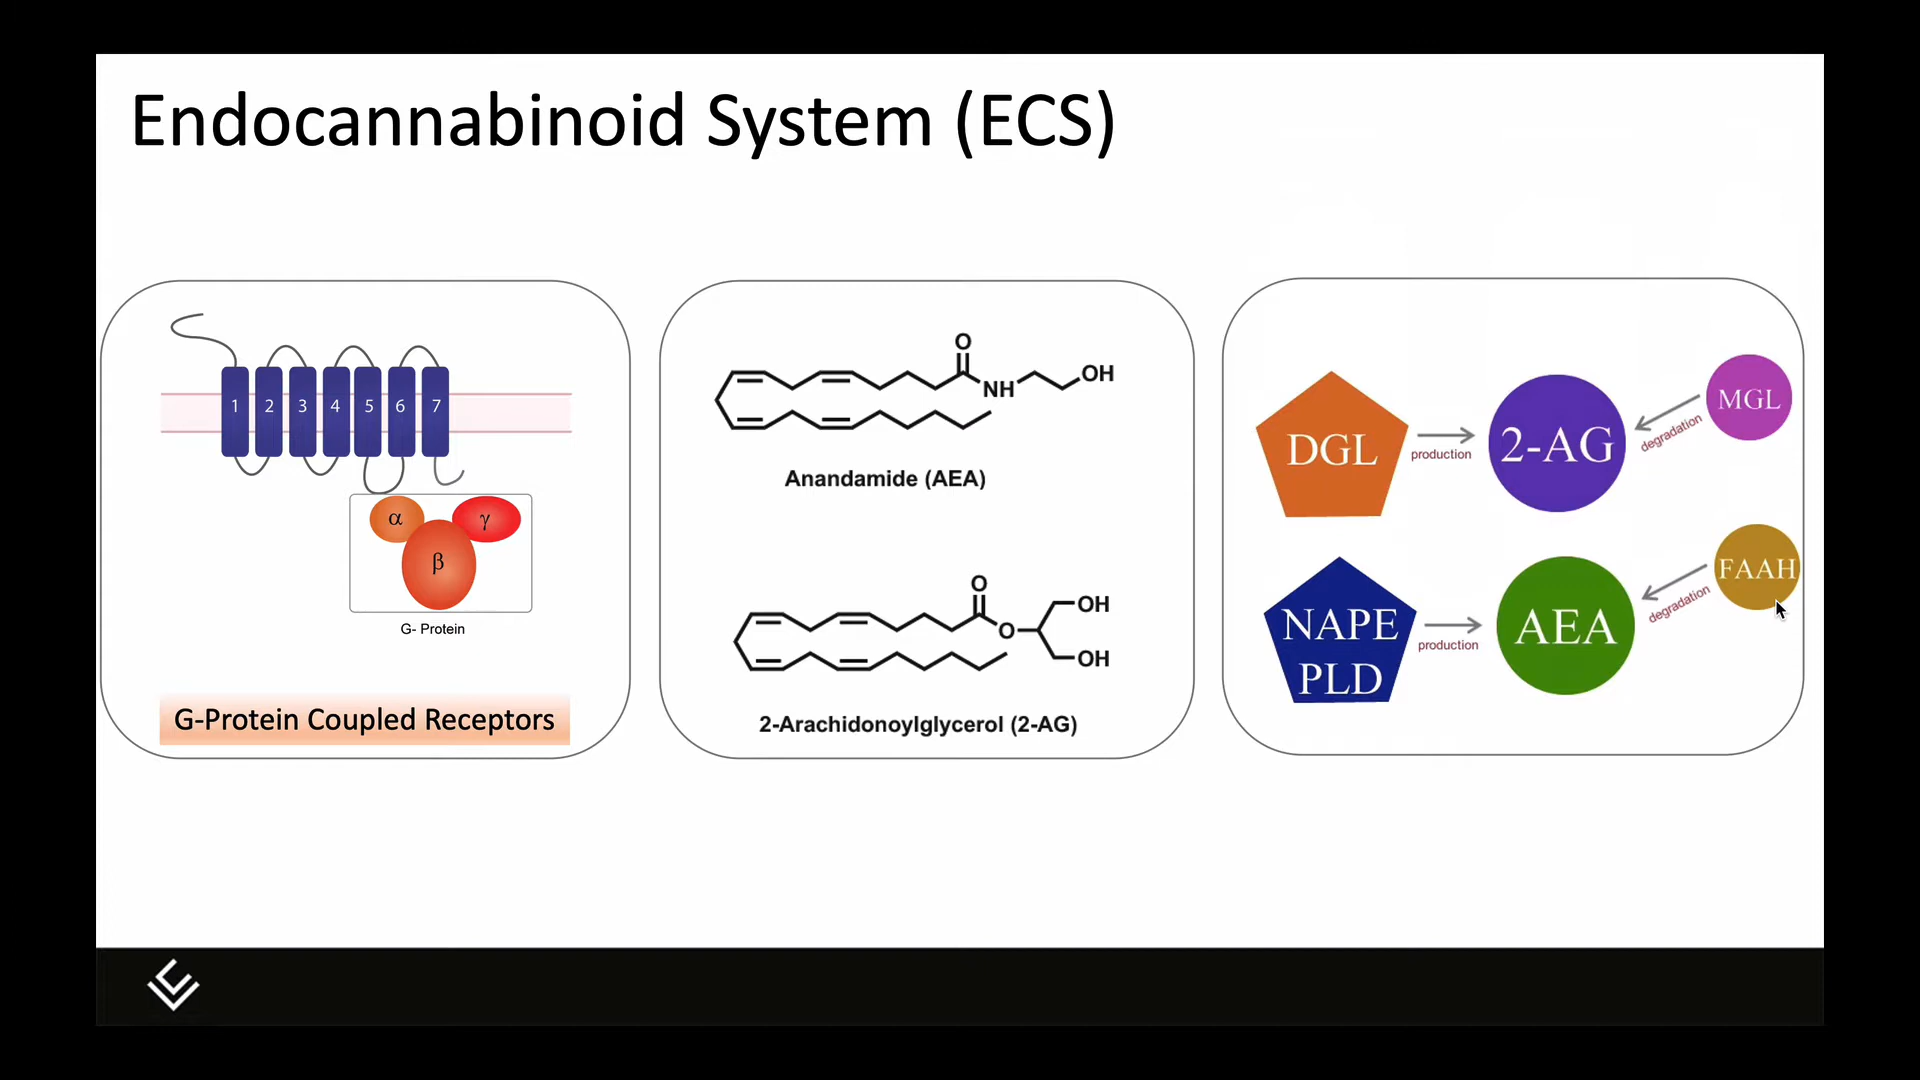 Endocannabinoid System (ECS)
1 2 3 4 5 6 7
α γ
β
G- Protein
G-Protein Coupled Receptors
O
NH
OH
Anandamide (AEA)
O
O
OH
OH
2-Arachidonoylglycerol (2-AG)
DGL
production
2-AG
degradation
MGL
NAPE
PLD
production
AEA
degradation
FAAH